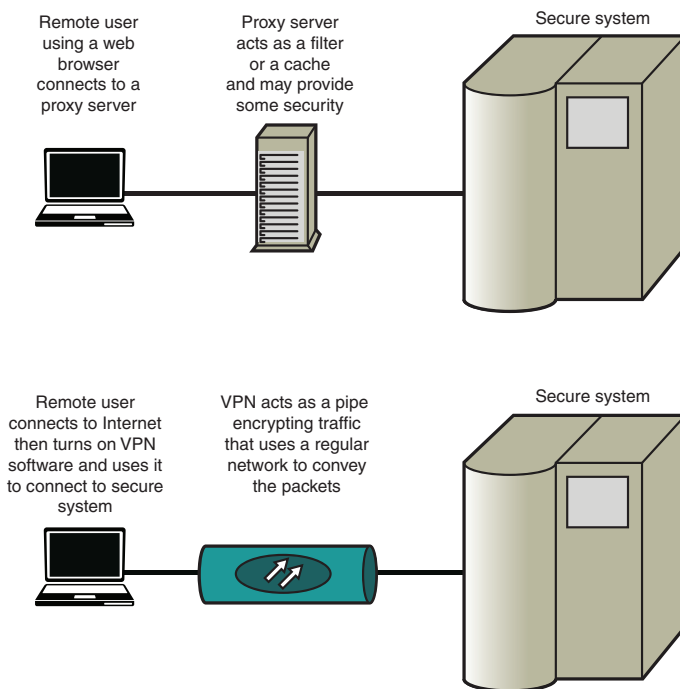 Remote user
using a web
browser
connects to a
proxy server
Proxy server
acts as a filter
or a cache
and may provide
some security
Secure system
Remote user
connects to Internet
then turns on VPN
software and uses it
to connect to secure
system
VPN acts as a pipe
encrypting traffic
that uses a regular
network to convey
the packets
Secure system